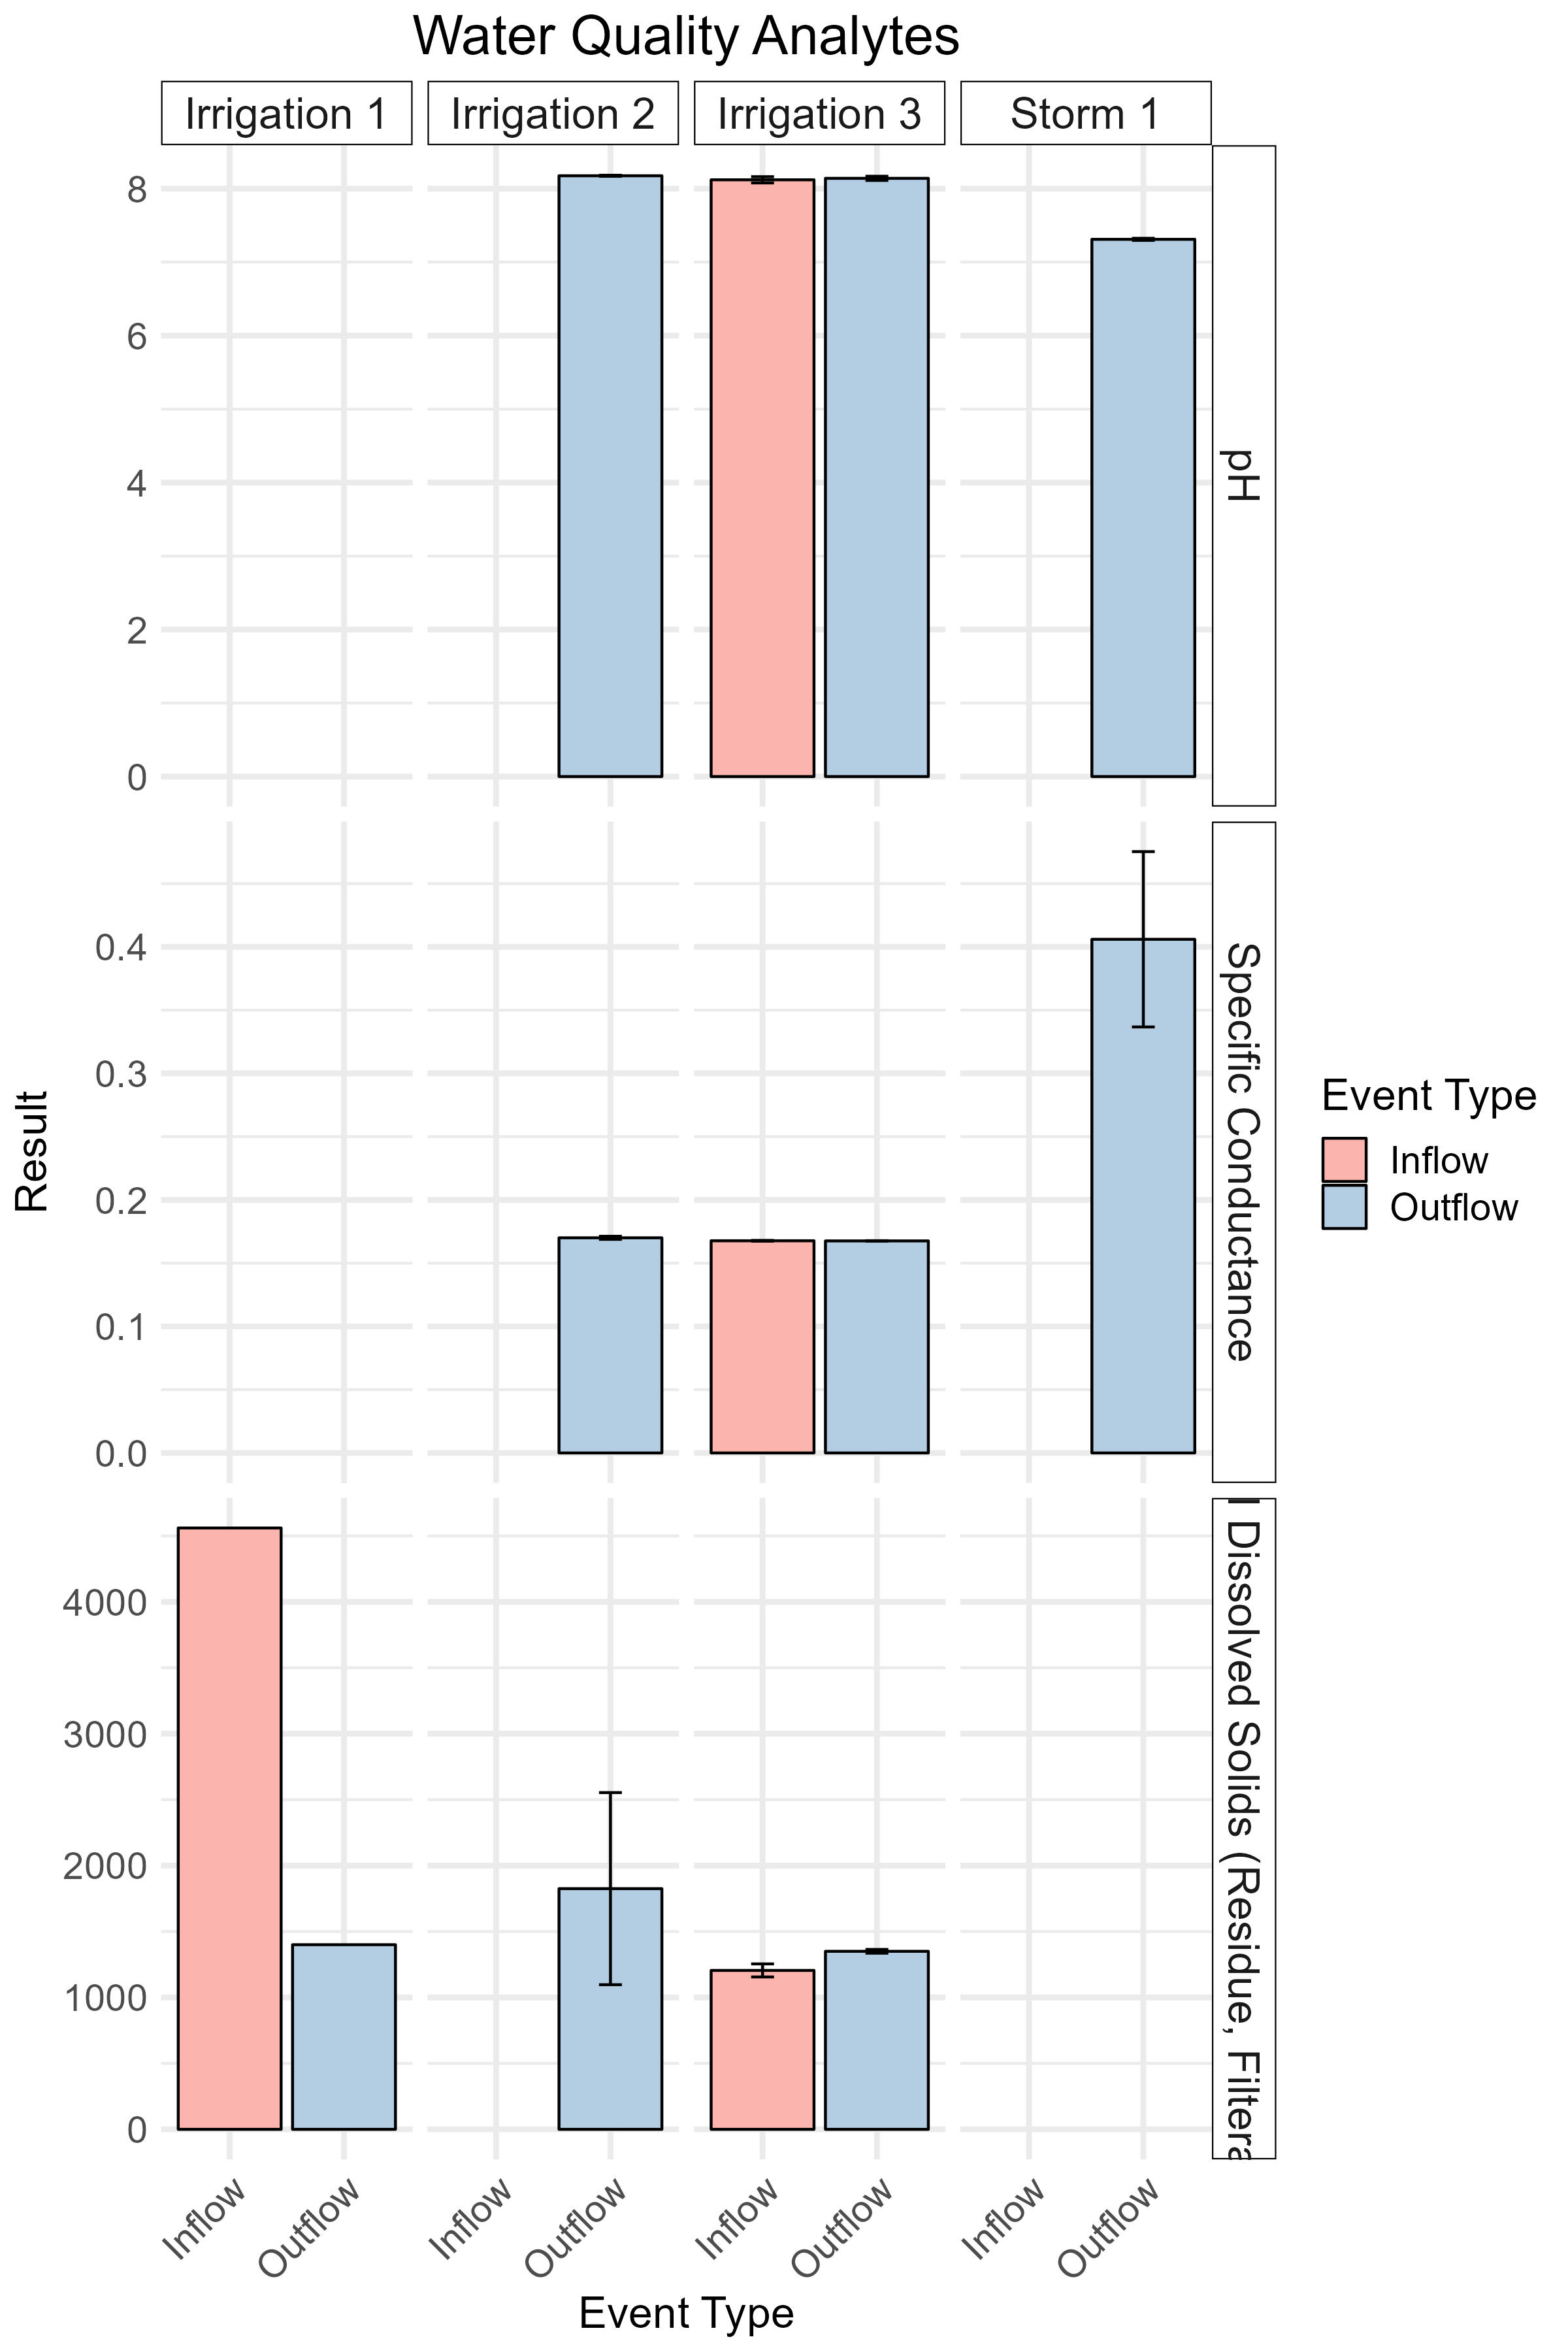 Water Quality Analytes
Irrigation 1
Irrigation 2
Irrigation 3
Storm 1
8
6
4
2
0
pH
0.4
0.3
0.2
0.1
0.0
Specific Conductance
4000
3000
2000
1000
0
Dissolved Solids (Residue, Filtera
Result
Inflow
Outflow
Inflow
Outflow
Inflow
Outflow
Inflow
Outflow
Event Type
Event Type
Inflow
Outflow